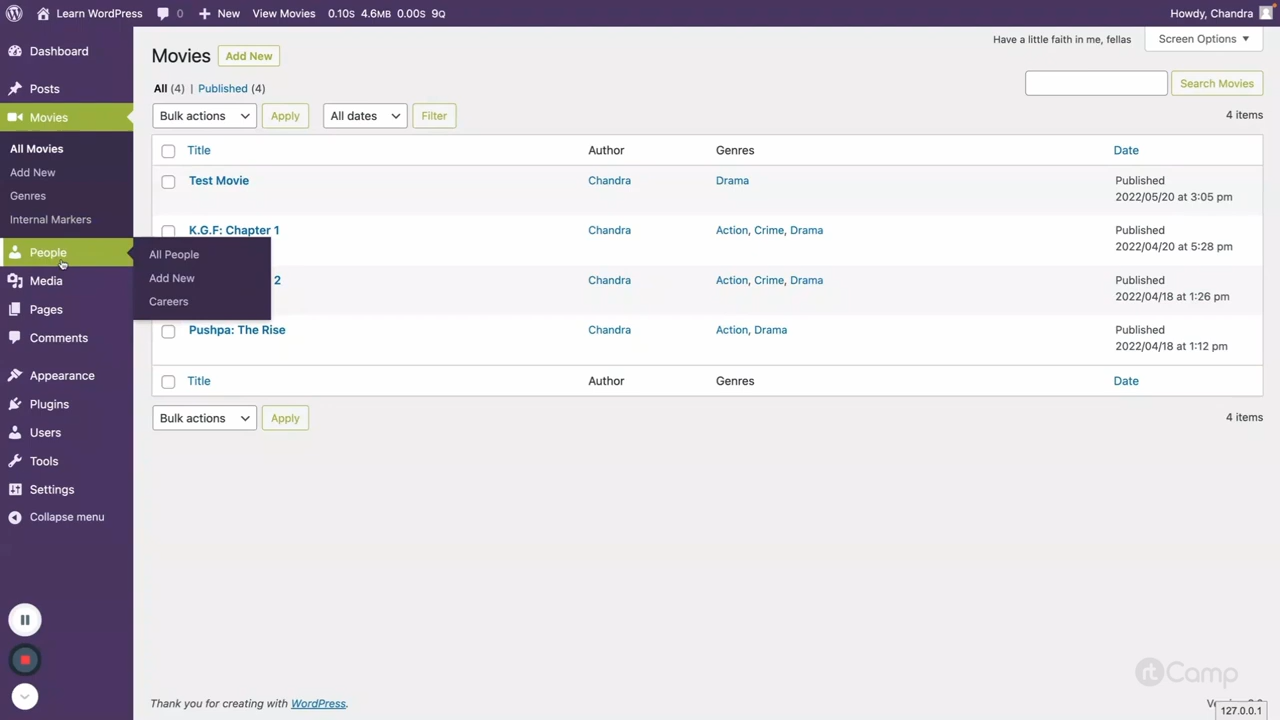 Learn WordPress 0 New View Movies 0.10S 4.6MB 0.00S 9Q Howdy, Chandra
Dashboard
Posts
Movies
All Movies
Add New
Genres
Internal Markers
People
Media
Pages
Comments
Appearance
Plugins
Users
Tools
Settings
Collapse menu
All People
Add New
Careers
Have a little faith in me, fellas Screen Options
Movies Add New
All (4) | Published (4)
Search Movies
Bulk actions Apply All dates Filter
4 items
Title Author Genres Date
Test Movie Chandra Drama Published
2022/05/20 at 3:05 pm
K.G.F: Chapter 1 Chandra Action, Crime, Drama Published
2022/04/20 at 5:28 pm
2 Chandra Action, Crime, Drama Published
2022/04/18 at 1:26 pm
Pushpa: The Rise Chandra Action, Drama Published
2022/04/18 at 1:12 pm
Title Author Genres Date
Bulk actions Apply
4 items
rtCamp
Thank you for creating with WordPress.
127.0.0.1